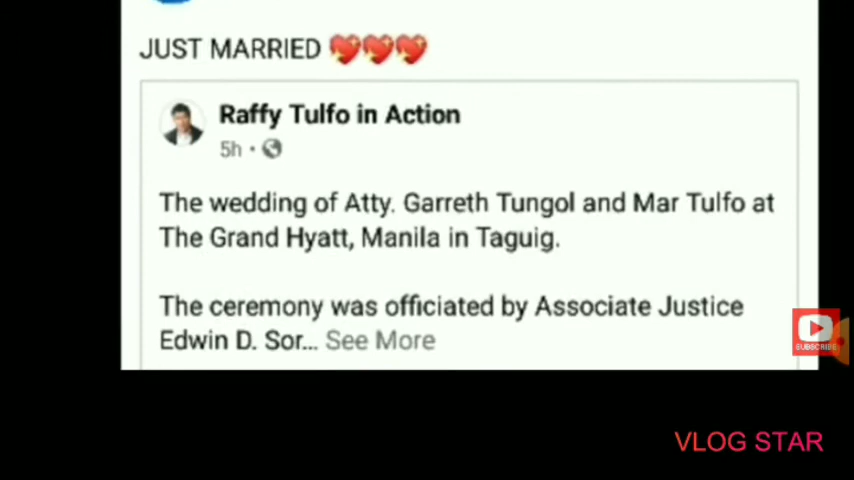 JUST MARRIED 💖💖💖
Raffy Tulfo in Action
5h ·
The wedding of Atty. Garreth Tungol and Mar Tulfo at
The Grand Hyatt, Manila in Taguig.
The ceremony was officiated by Associate Justice
Edwin D. Sor... See More
SUBSCRIBE
VLOG STAR